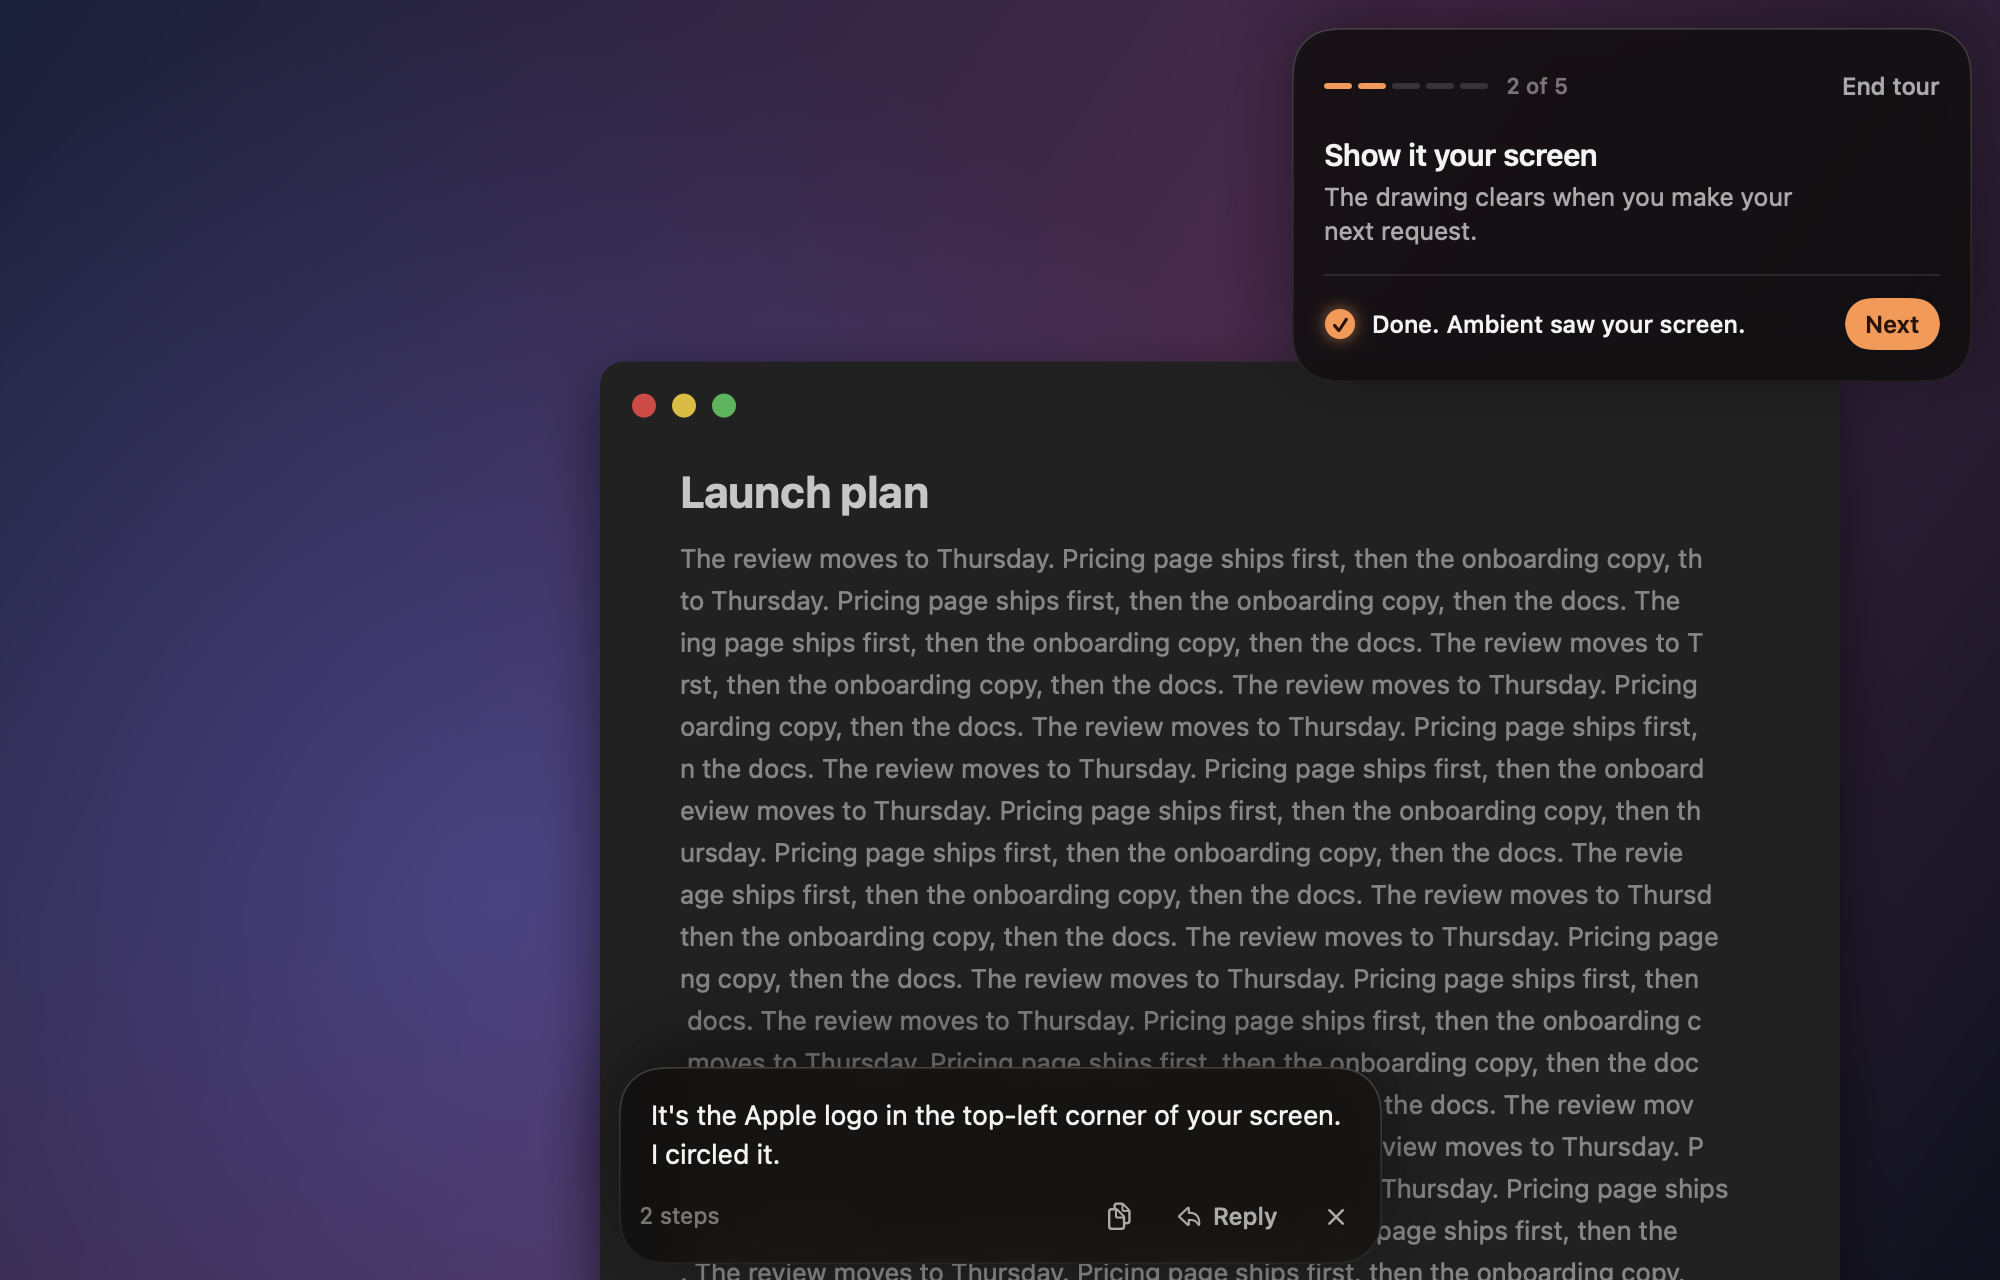 2 of 5
End tour
Show it your screen
The drawing clears when you make your
next request.
Done. Ambient saw your screen.
Next
Launch plan
The review moves to Thursday. Pricing page ships first, then the onboarding copy, th
to Thursday. Pricing page ships first, then the onboarding copy, then the docs. The
ing page ships first, then the onboarding copy, then the docs. The review moves to T
rst, then the onboarding copy, then the docs. The review moves to Thursday. Pricing
oarding copy, then the docs. The review moves to Thursday. Pricing page ships first,
n the docs. The review moves to Thursday. Pricing page ships first, then the onboard
eview moves to Thursday. Pricing page ships first, then the onboarding copy, then th
ursday. Pricing page ships first, then the onboarding copy, then the docs. The revie
age ships first, then the onboarding copy, then the docs. The review moves to Thursd
then the onboarding copy, then the docs. The review moves to Thursday. Pricing page
ng copy, then the docs. The review moves to Thursday. Pricing page ships first, then
docs. The review moves to Thursday. Pricing page ships first, then the onboarding c
moves to Thursday. Pricing page ships first, then the onboarding copy, then the doc
the docs. The review mov
view moves to Thursday. P
Thursday. Pricing page ships
page ships first, then the
. The review moves to Thursday. Pricing page ships first, then the onboarding copy,
It's the Apple logo in the top-left corner of your screen.
I circled it.
2 steps
Reply